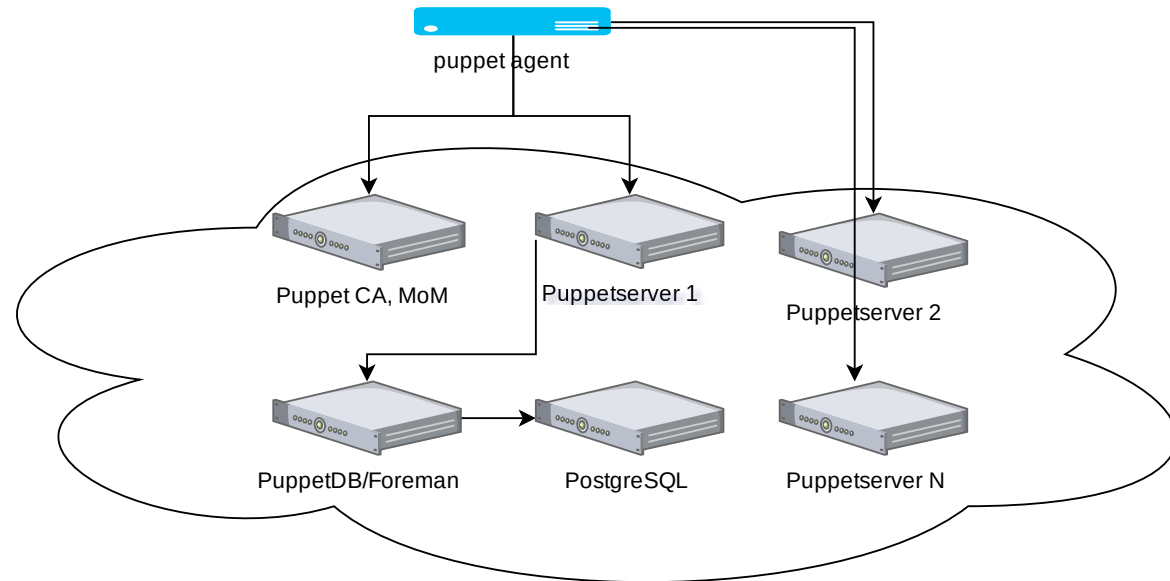 puppet agent
Puppet CA, MoM
Puppetserver 1
Puppetserver 2
PuppetDB/Foreman
PostgreSQL
Puppetserver N